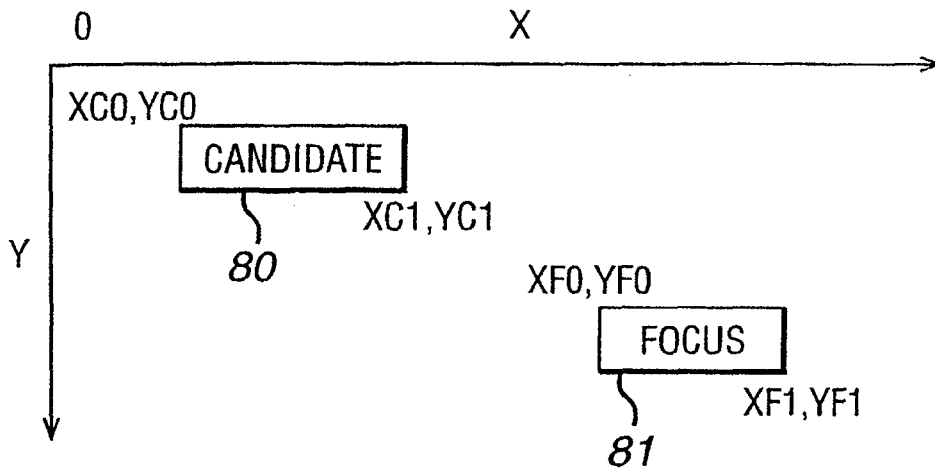 0 X
XC0,YC0
CANDIDATE
XC1,YC1
80
Y
XF0,YF0
FOCUS
XF1,YF1
81